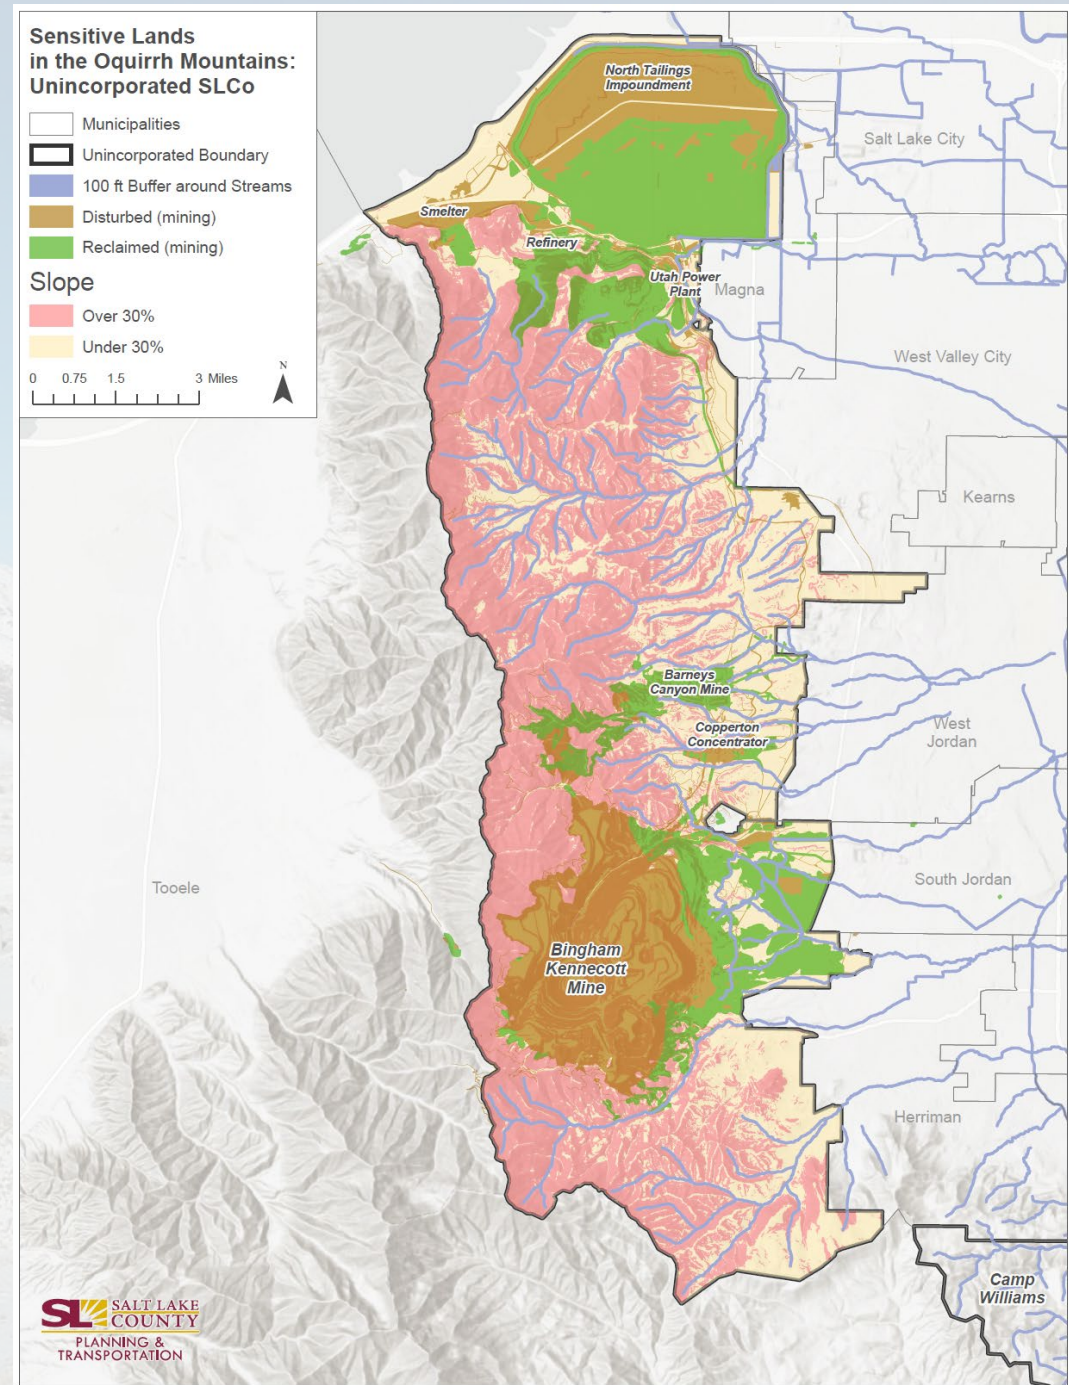 Sensitive Lands
in the Oquirrh Mountains:
Unincorporated SLCo
Municipalities
Unincorporated Boundary
100 ft Buffer around Streams
Disturbed (mining)
Reclaimed (mining)
Slope
Over 30%
Under 30%
0 0.75 1.5 3 Miles
N
North Tailings
Impoundment
Salt Lake City
Smelter
Refinery
Utah Power
Plant
Magna
West Valley City
Kearns
Barneys
Canyon Mine
Copperton
Concentrator
West
Jordan
Tooele
South Jordan
Bingham
Kennecott
Mine
Herriman
Camp
Williams
SL SALT LAKE
COUNTY
PLANNING &
TRANSPORTATION